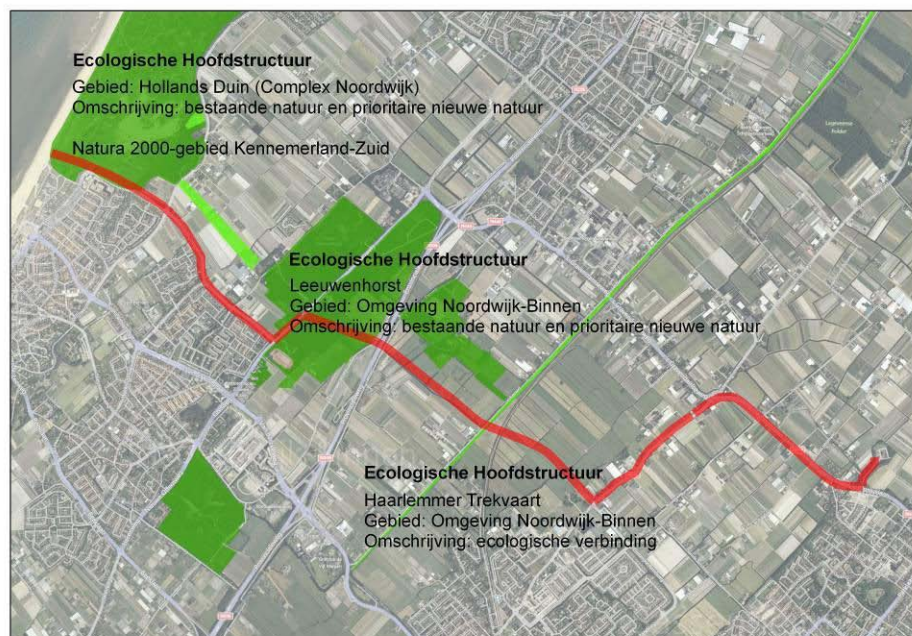 Ecologische Hoofdstructuur
Gebied: Hollands Duin (Complex Noordwijk)
Omschrijving: bestaande natuur en prioritaire nieuwe natuur
Natura 2000-gebied Kennemerland-Zuid
Ecologische Hoofdstructuur
Leeuwenhorst
Gebied: Omgeving Noordwijk-Binnen
Omschrijving: bestaande natuur en prioritaire nieuwe natuur
Ecologische Hoofdstructuur
Haarlemmer Trekvaart
Gebied: Omgeving Noordwijk-Binnen
Omschrijving: ecologische verbinding